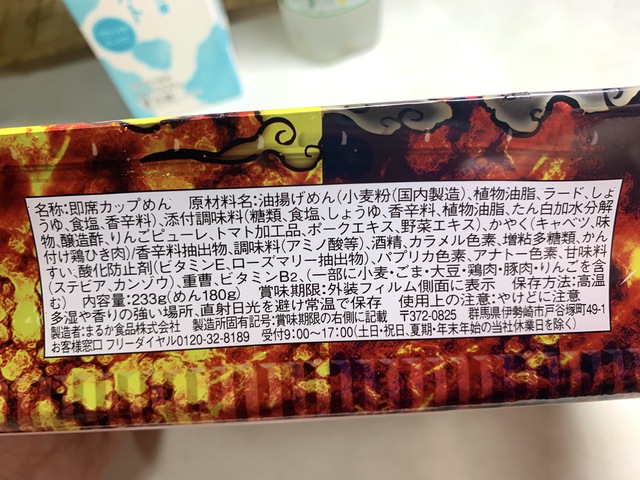 名称:即席カップめん 原材料名:油揚げめん(小麦粉(国内製造)、植物油脂、ラード、しょ
うゆ、食塩、香辛料)、添付調味料(糖類、食塩、しょうゆ、香辛料、植物油脂、たん白加水分解
物、醸造酢、りんごピューレ、トマト加工品、ポークエキス、野菜エキス)、かやく(キャベツ、味
付け鶏ひき肉)/香辛料抽出物、調味料(アミノ酸等)、酒精、カラメル色素、増粘多糖類、かん
すい、酸化防止剤(ビタミンE、ローズマリー抽出物)、パプリカ色素、アナトー色素、甘味料
(ステビア、カンゾウ)、重曹、ビタミンB2、(一部に小麦・ごま・大豆・鶏肉・豚肉・りんごを含
む) 内容量:233g(めん180g) 賞味期限:外装フィルム側面に表示 保存方法:高温
多湿や香りの強い場所、直射日光を避け常温で保存 使用上の注意:やけどに注意
製造者:まるか食品株式会社 製造所固有記号:賞味期限の右側に記載 〒372-0825 群馬県伊勢崎市戸谷塚町49-1
お客様窓口 フリーダイヤル0120-32-8189 受付9:00〜17:00(土日・祝日、夏期・年末年始の当社休業日を除く)